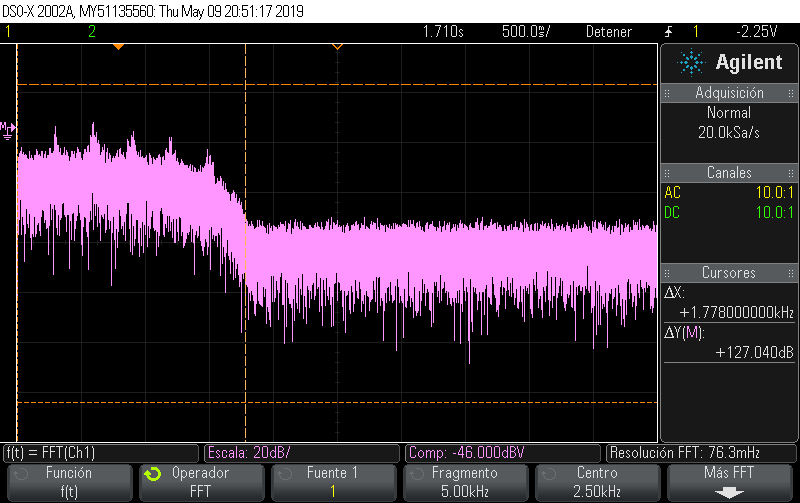 DSO-X 2002A, MY51135560: Thu May 09 20:51:17 2019
1 2 1.710s 500.0m/ Detener 1 -2.25V
Agilent
Adquisición
Normal
20.0kSa/s
Canales
AC 10.0:1
DC 10.0:1
Cursores
ΔX:
+1.778000000kHz
ΔY(M):
+127.040dB
M
f(t) = FFT(Ch1) Escala: 20dB/ Comp: -46.000dBV Resolución FFT: 76.3mHz
Función Operador Fuente 1 Fragmento Centro Más FFT
f(t) FFT 1 5.00kHz 2.50kHz